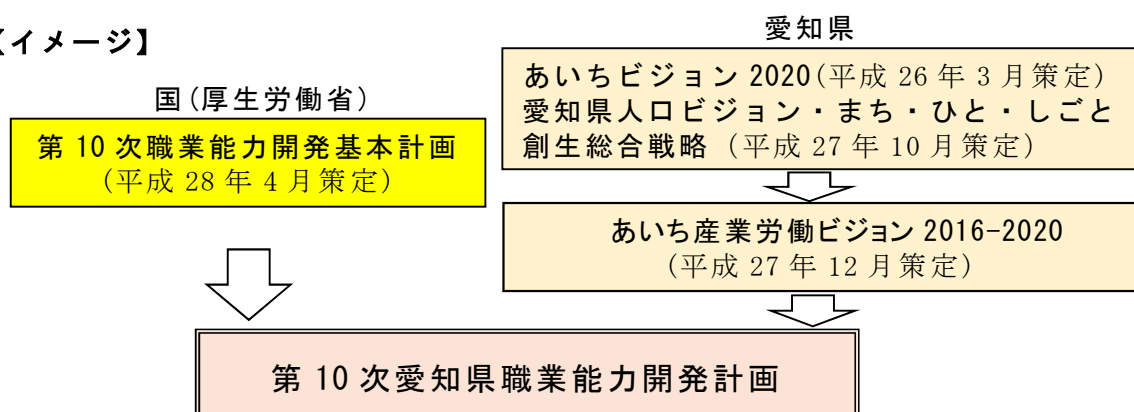 【イメージ】
国(厚生労働省)
第 10 次職業能力開発基本計画
(平成 28 年 4 月策定)
愛知県
あいちビジョン 2020(平成 26 年 3 月策定)
愛知県人口ビジョン・まち・ひと・しごと
創生総合戦略 (平成 27 年 10 月策定)
あいち産業労働ビジョン 2016-2020
(平成 27 年 12 月策定)
第 10 次愛知県職業能力開発計画